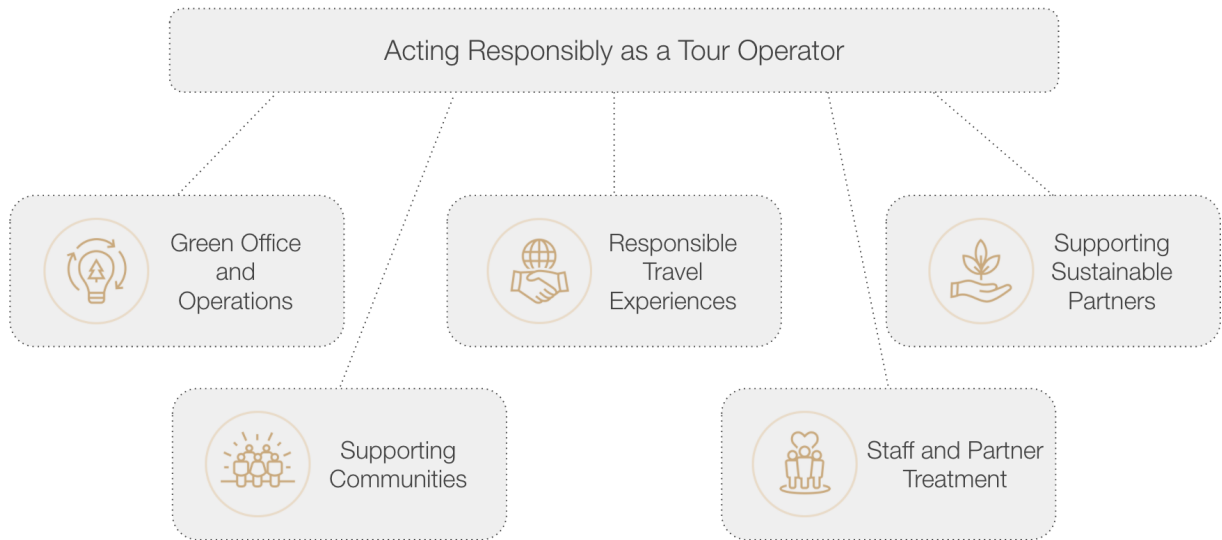 Acting Responsibly as a Tour Operator
Green Office
and
Operations
Responsible
Travel
Experiences
Supporting
Sustainable
Partners
Supporting
Communities
Staff and Partner
Treatment